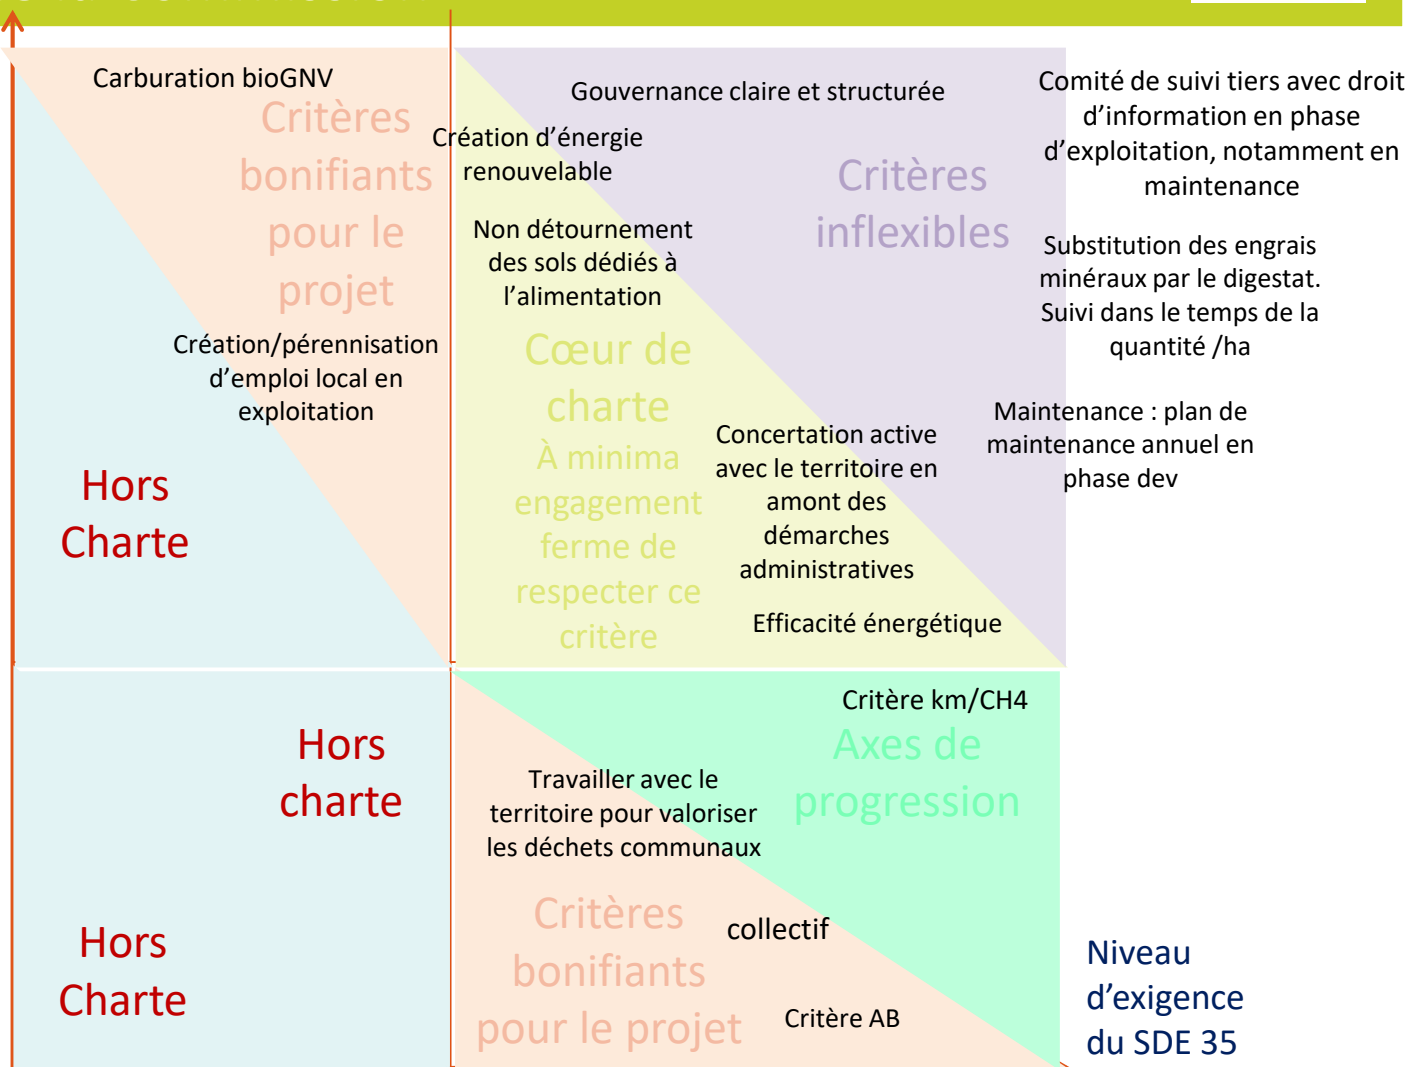 Carburation bioGNV
Critères
bonifiants
pour le
projet
Création/pérennisation
d'emploi local en
exploitation
Hors
Charte
Gouvernance claire et structurée
Création d'énergie
renouvelable
Critères
inflexibles
Non détournement
des sols dédiés à
l'alimentation
Cœur de
charte
À minima
engagement
ferme de
respecter ce
critère
Concertation active
avec le territoire en
amont des
démarches
administratives
Efficacité énergétique
Comité de suivi tiers avec droit
d'information en phase
d'exploitation, notamment en
maintenance
Substitution des engrais
minéraux par le digestat.
Suivi dans le temps de la
quantité /ha
Maintenance : plan de
maintenance annuel en
phase dev
Hors
charte
Hors
Charte
Critère km/CH4
Axes de
progression
Travailler avec le
territoire pour valoriser
les déchets communaux
Critères
bonifiants
pour le projet
collectif
Critère AB
Niveau
d'exigence
du SDE 35